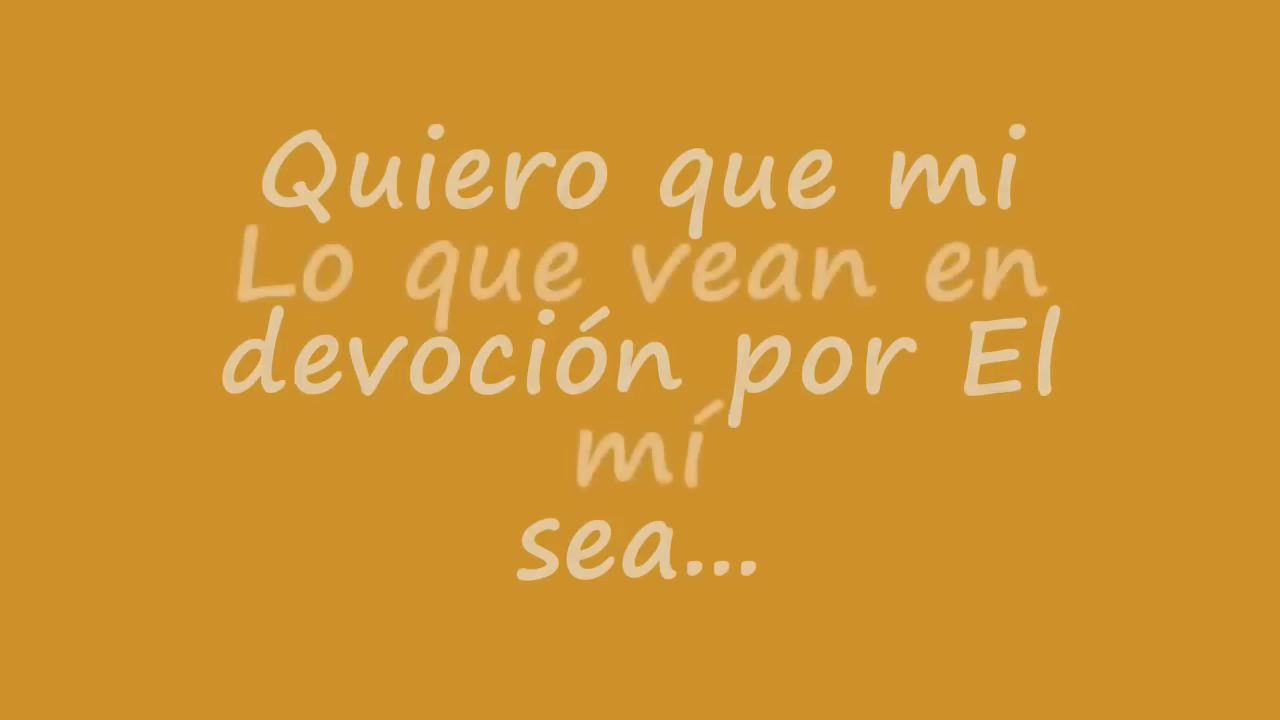 Quiero que mi
Lo que vean en
devoción por El
mí
sea...